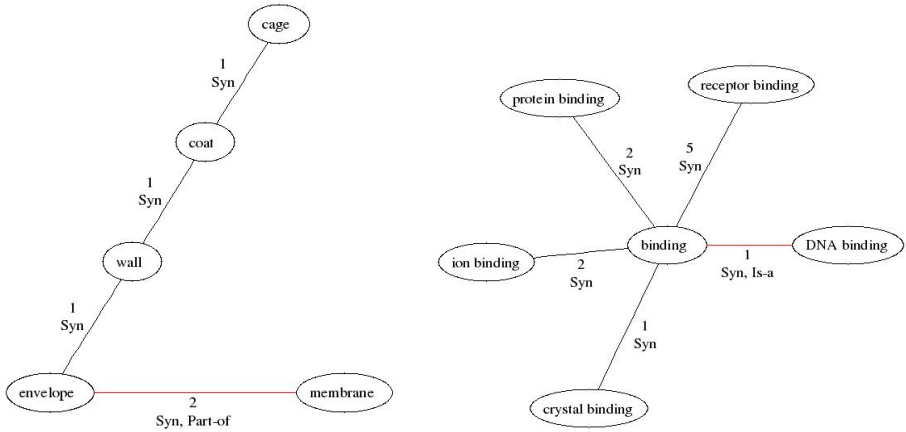 cage
1
Syn
coat
1
Syn
wall
1
Syn
envelope
2
Syn, Part-of
membrane
protein binding
receptor binding
2
Syn
5
Syn
binding
ion binding
2
Syn
1
Syn, Is-a
DNA binding
1
Syn
crystal binding